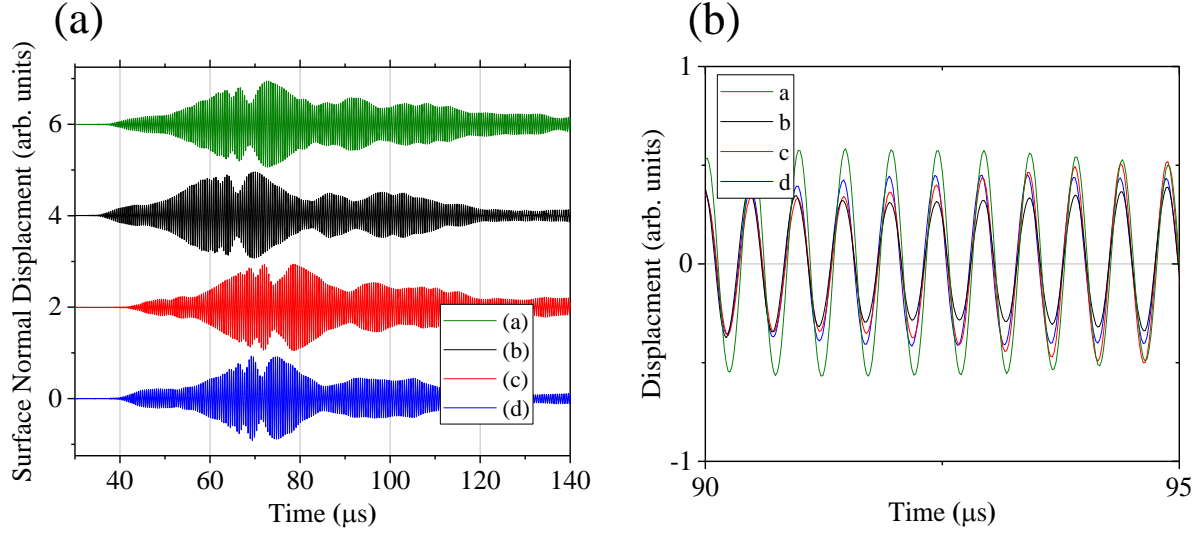 (a)
(b)
Surface Normal Displacment (arb. units)
6
4
2
0
40
60
80
100
120
140
Time (μs)
(a)
(b)
(c)
(d)
Displacment (arb. units)
1
0
-1
90
95
Time (μs)
a
b
c
d